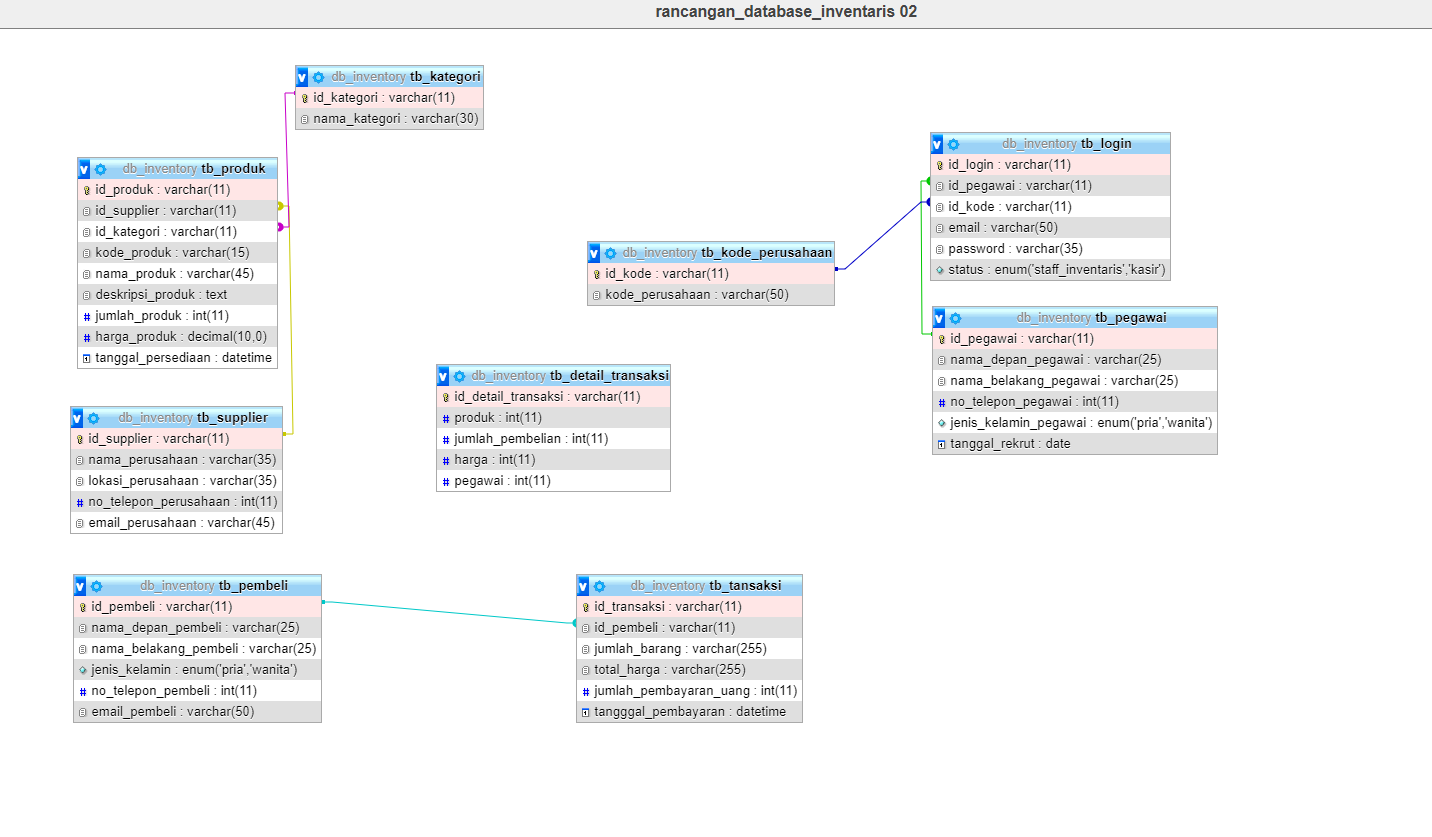 rancangan_database_inventaris 02
db_inventory tb_kategori
id_kategori : varchar(11)
nama_kategori : varchar(30)
db_inventory tb_produk
id_produk : varchar(11)
id_supplier : varchar(11)
id_kategori : varchar(11)
kode_produk : varchar(15)
nama_produk : varchar(45)
deskripsi_produk : text
jumlah_produk : int(11)
harga_produk : decimal(10,0)
tanggal_persediaan : datetime
db_inventory tb_login
id_login : varchar(11)
id_pegawai : varchar(11)
id_kode : varchar(11)
email : varchar(50)
password : varchar(35)
status : enum('staff_inventaris','kasir')
db_inventory tb_kode_perusahaan
id_kode : varchar(11)
kode_perusahaan : varchar(50)
db_inventory tb_pegawai
id_pegawai : varchar(11)
nama_depan_pegawai : varchar(25)
nama_belakang_pegawai : varchar(25)
no_telepon_pegawai : int(11)
jenis_kelamin_pegawai : enum('pria','wanita')
tanggal_rekrut : date
db_inventory tb_detail_transaksi
id_detail_transaksi : varchar(11)
produk : int(11)
jumlah_pembelian : int(11)
harga : int(11)
pegawai : int(11)
db_inventory tb_supplier
id_supplier : varchar(11)
nama_perusahaan : varchar(35)
lokasi_perusahaan : varchar(35)
no_telepon_perusahaan : int(11)
email_perusahaan : varchar(45)
db_inventory tb_pembeli
id_pembeli : varchar(11)
nama_depan_pembeli : varchar(25)
nama_belakang_pembeli : varchar(25)
jenis_kelamin : enum('pria','wanita')
no_telepon_pembeli : int(11)
email_pembeli : varchar(50)
db_inventory tb_tansaksi
id_transaksi : varchar(11)
id_pembeli : varchar(11)
jumlah_barang : varchar(255)
total_harga : varchar(255)
jumlah_pembayaran_uang : int(11)
tangggal_pembayaran : datetime